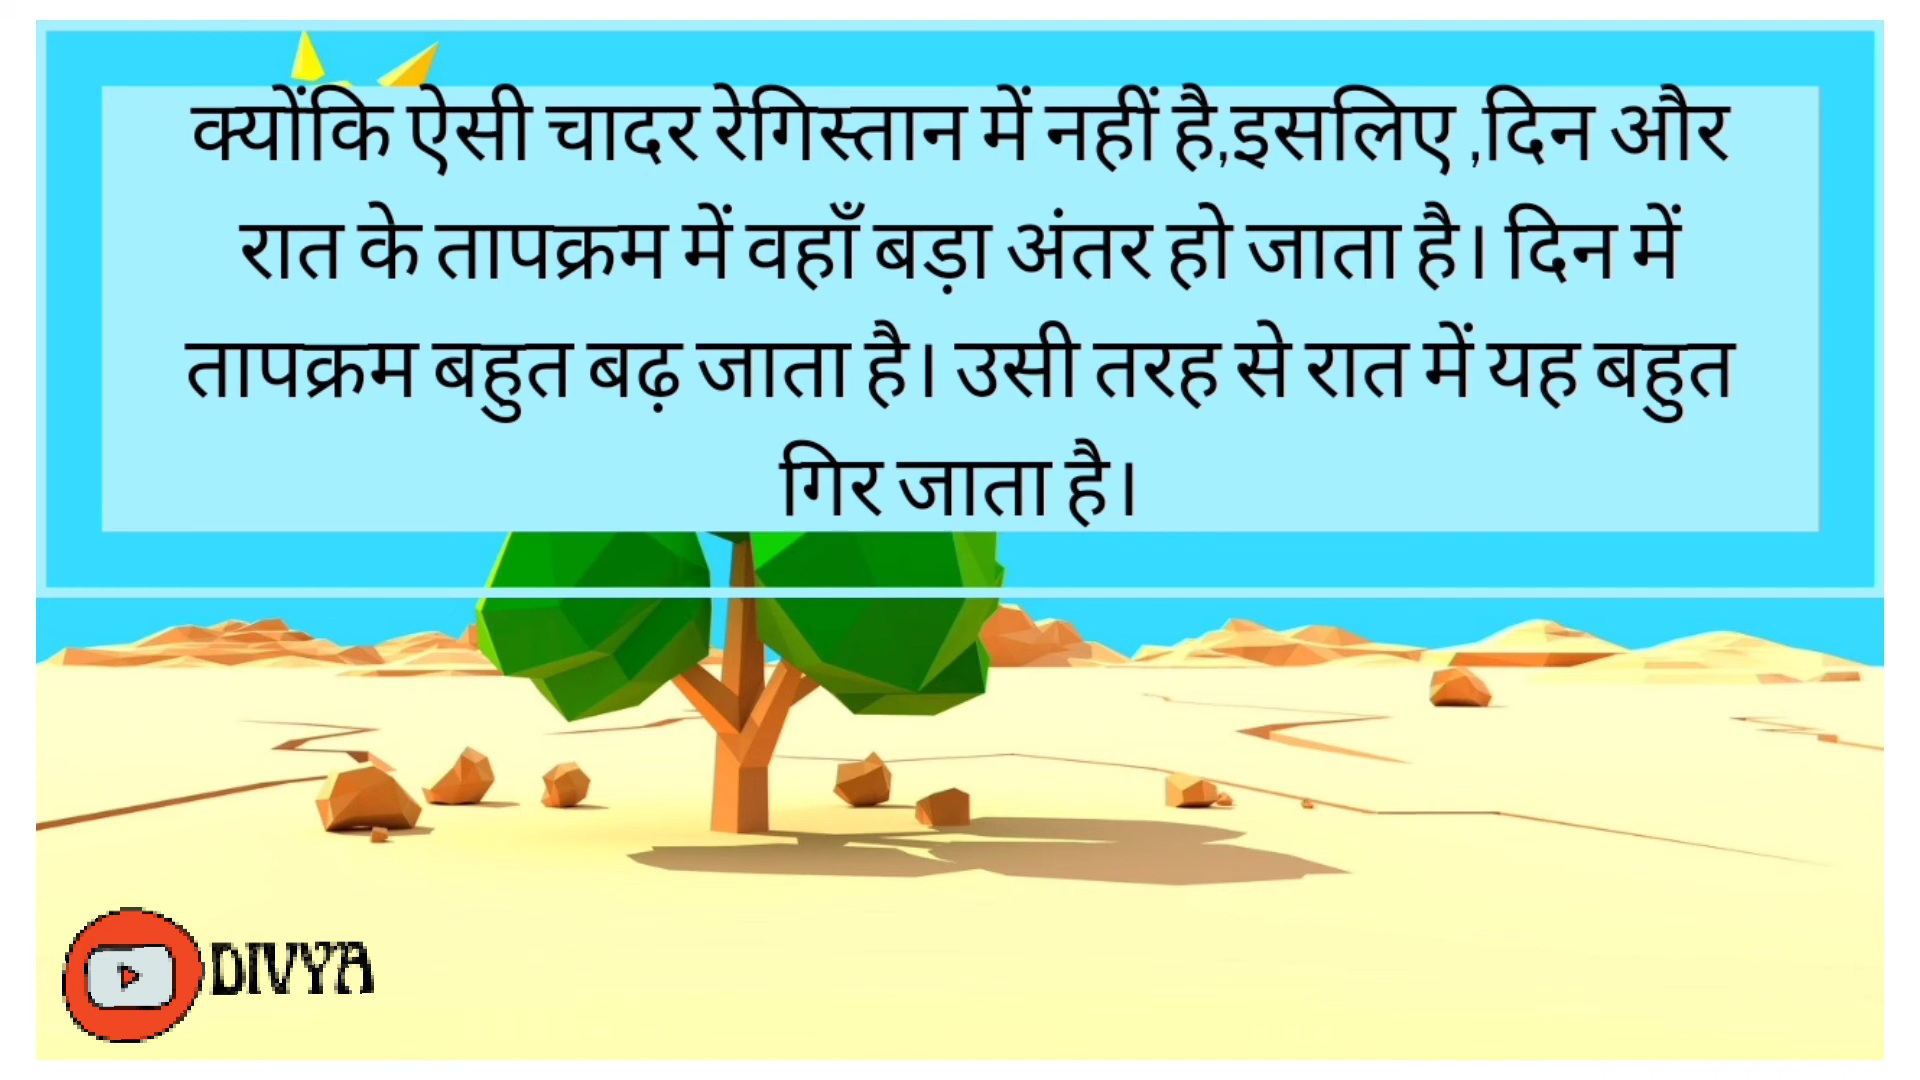 क्योंकि ऐसी चादर रेगिस्तान में नहीं है,इसलिए ,दिन और
रात के तापक्रम में वहाँ बड़ा अंतर हो जाता है। दिन में
तापक्रम बहुत बढ़ जाता है। उसी तरह से रात में यह बहुत
गिर जाता है।
DIVYA